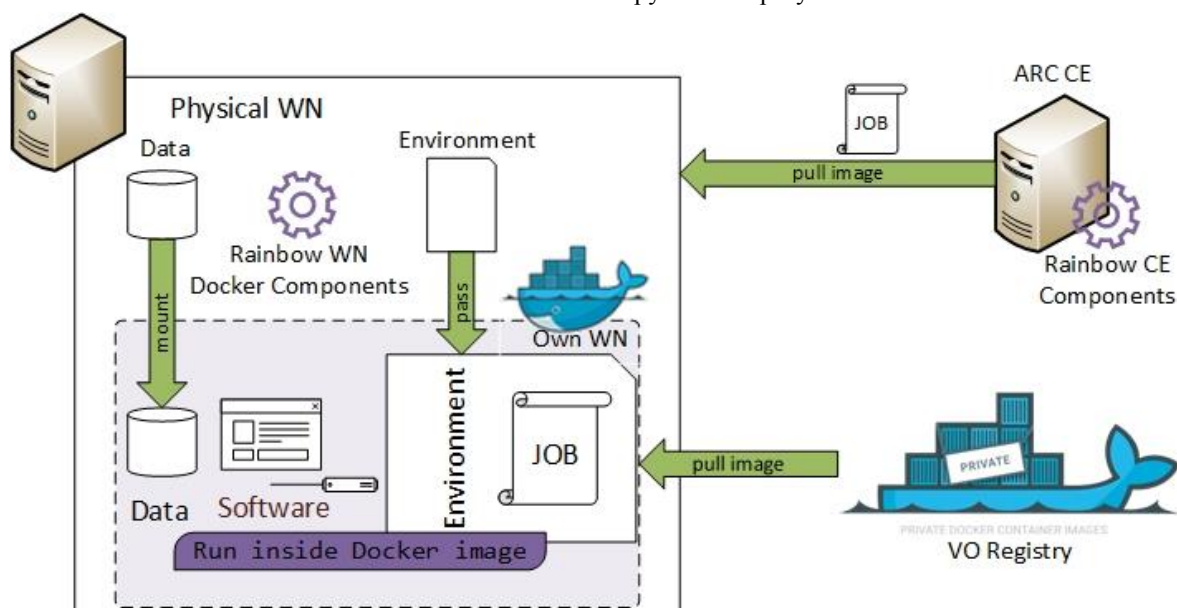 Physical WN
Data
Environment
Rainbow WN
Docker Components
mount
pass
Own WN
Environment
JOB
Data
Software
Run inside Docker image
JOB
pull image
ARC CE
Rainbow CE
Components
pull image
PRIVATE
PRIVATE DOCKER CONTAINER IMAGES
VO Registry